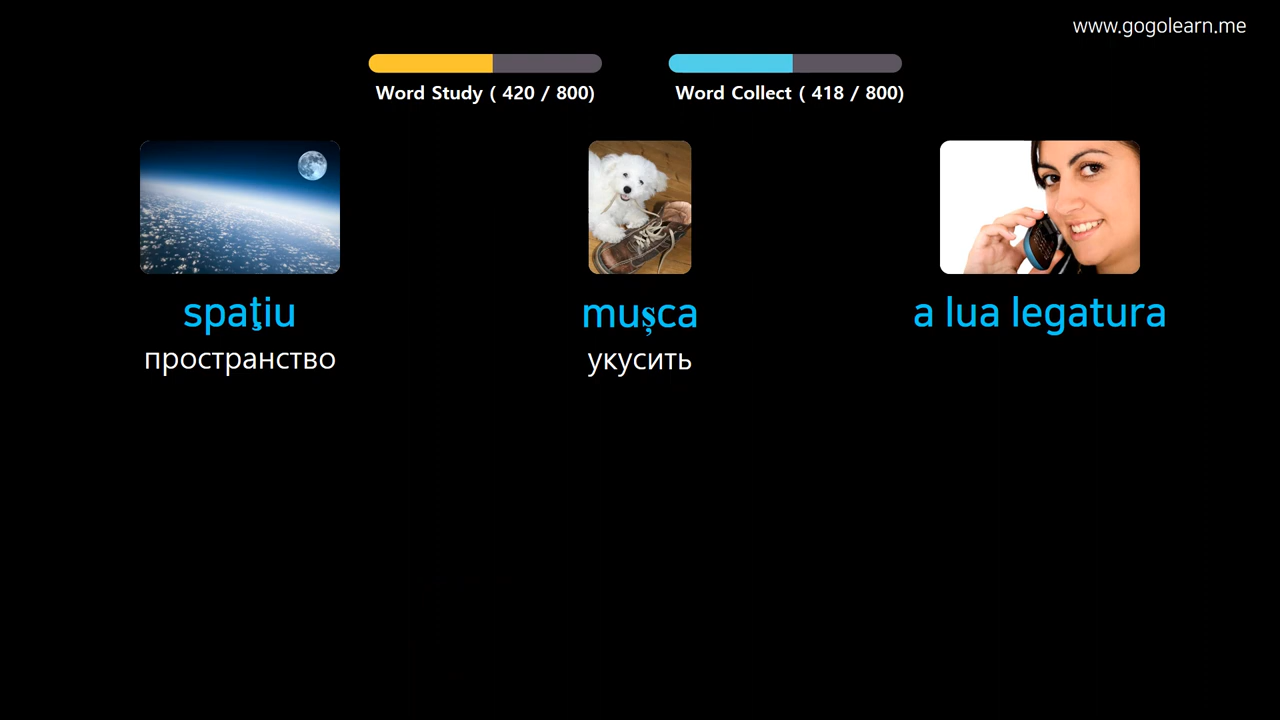 www.gogolearn.me
Word Study ( 420 / 800)
Word Collect ( 418 / 800)
spaţiu
mușca
a lua legatura
пространство
укусить